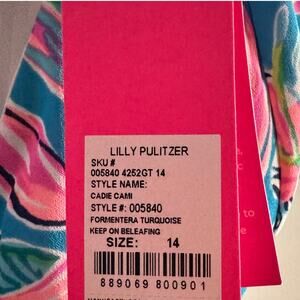 LILLY PULITZER
SKU #
005840 4252GT 14
STYLE NAME:
CADIE CAMI
STYLE #: 005840
FORMENTERA TURQUOISE
KEEP ON BELEAFING
SIZE: 14
889069 800901
to